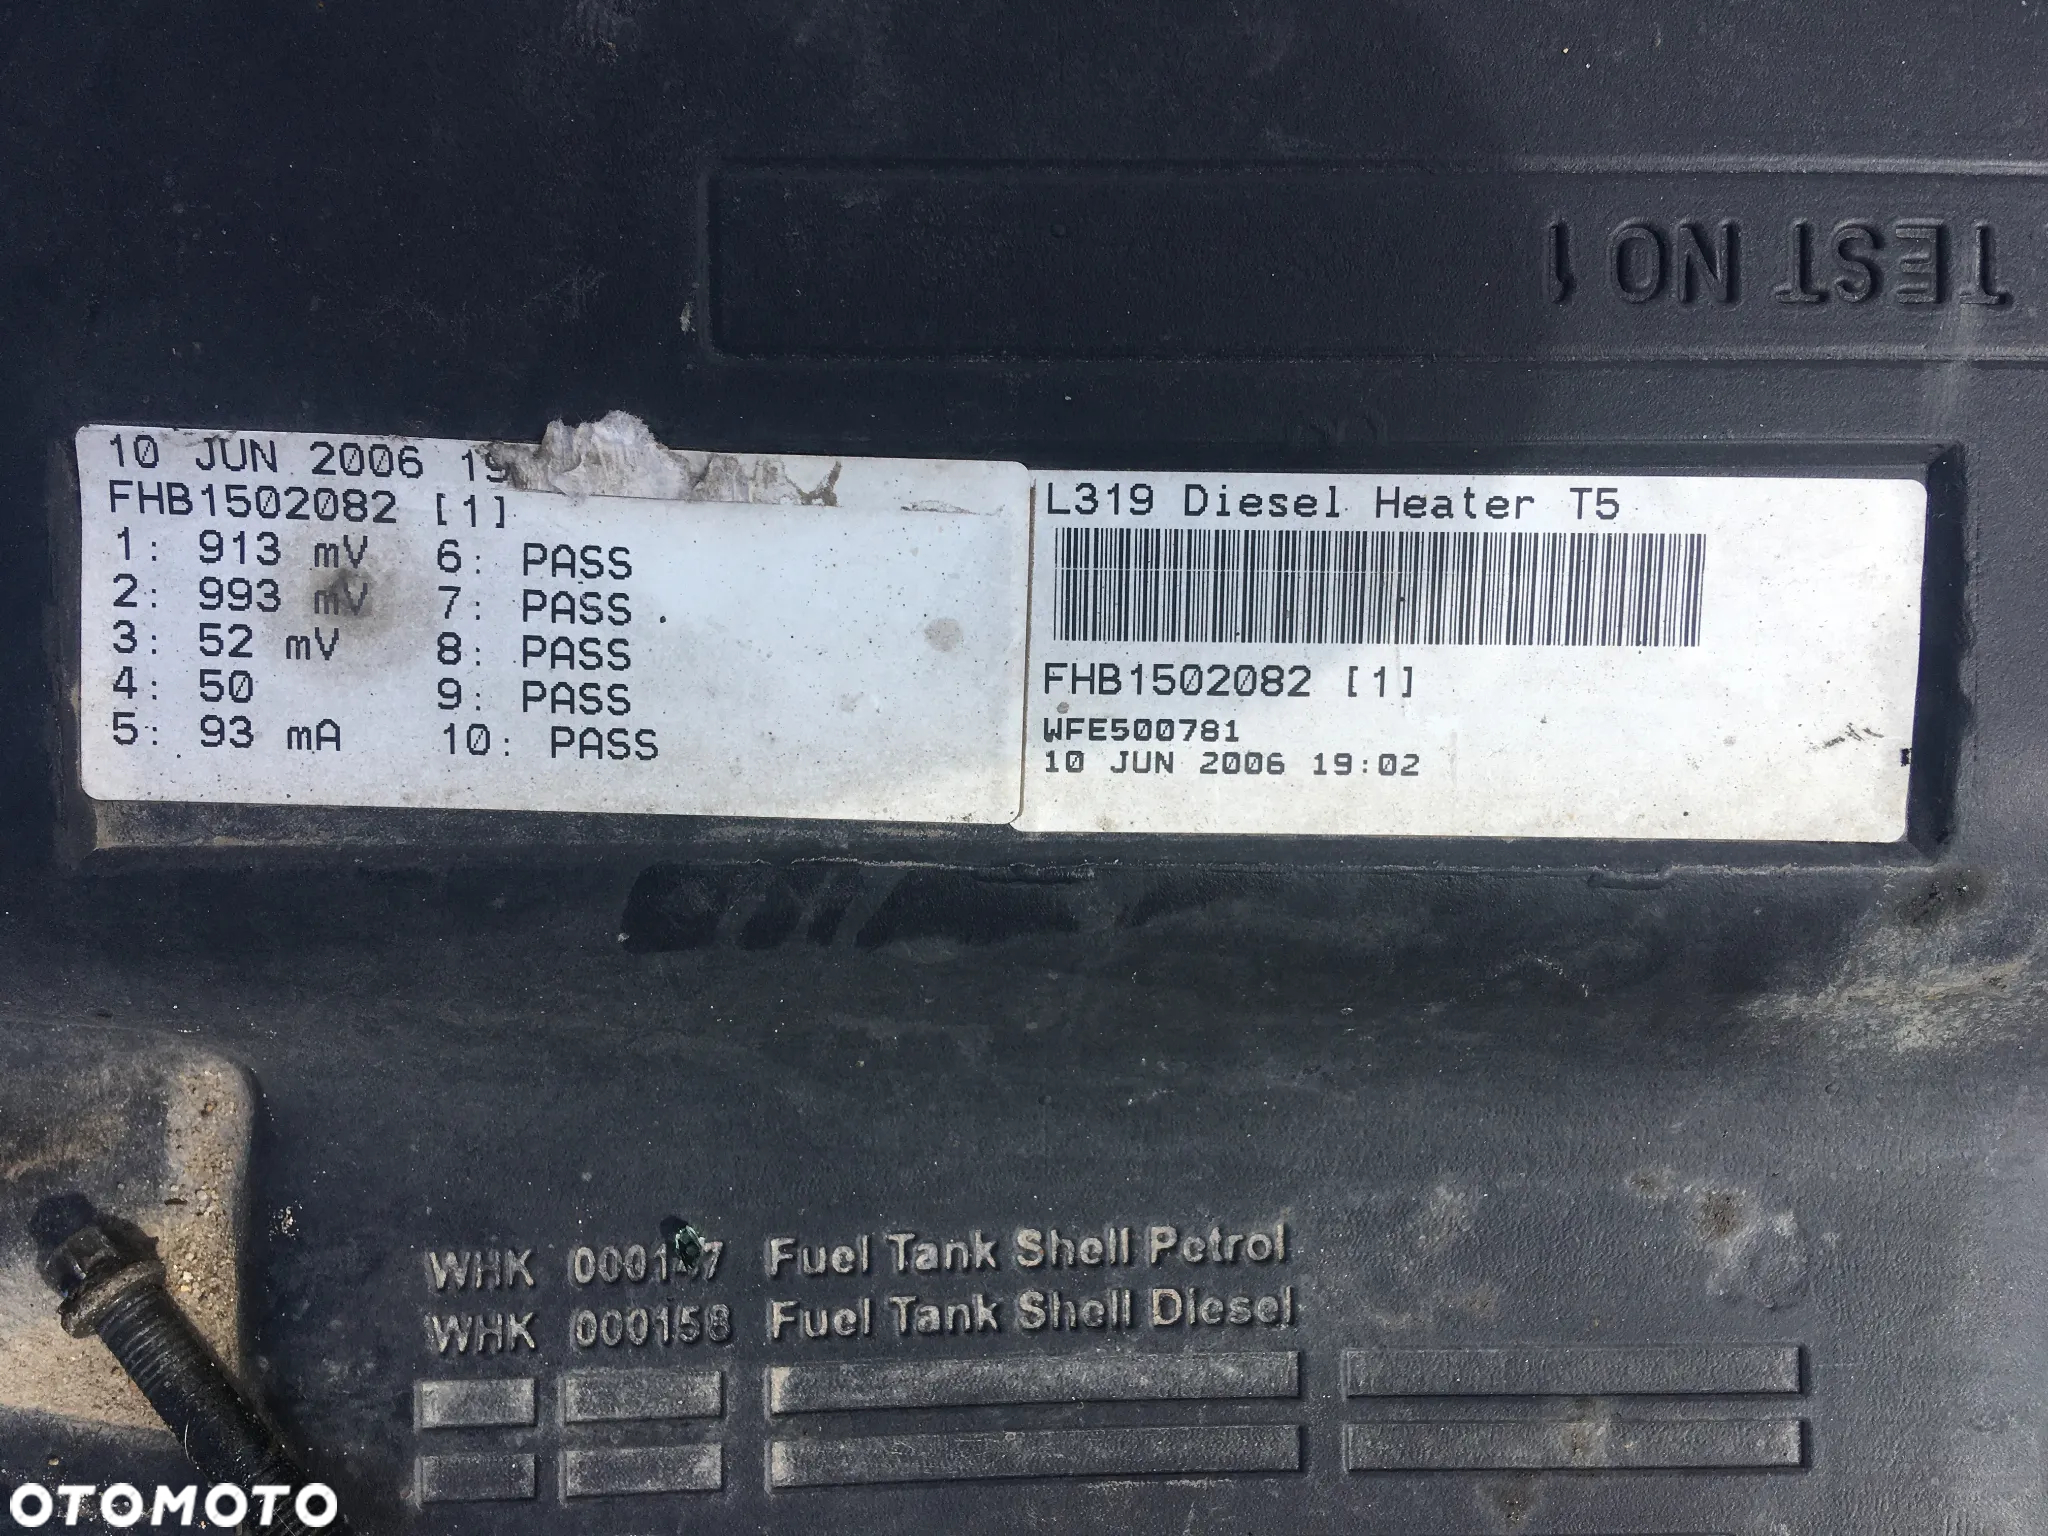 TEST NO 1
10 JUN 2006
FHB1502082 [1]
1: 913 mV 6: PASS
2: 993 mV 7: PASS
3: 52 mV 8: PASS
4: 50 9: PASS
5: 93 mA 10: PASS
L319 Diesel Heater T5
FHB1502082 [1]
WFE500781
10 JUN 2006 19:02
WHK Fuel Tank Shell Petrol
WHK 000158 Fuel Tank Shell Diesel
OTOMOTO